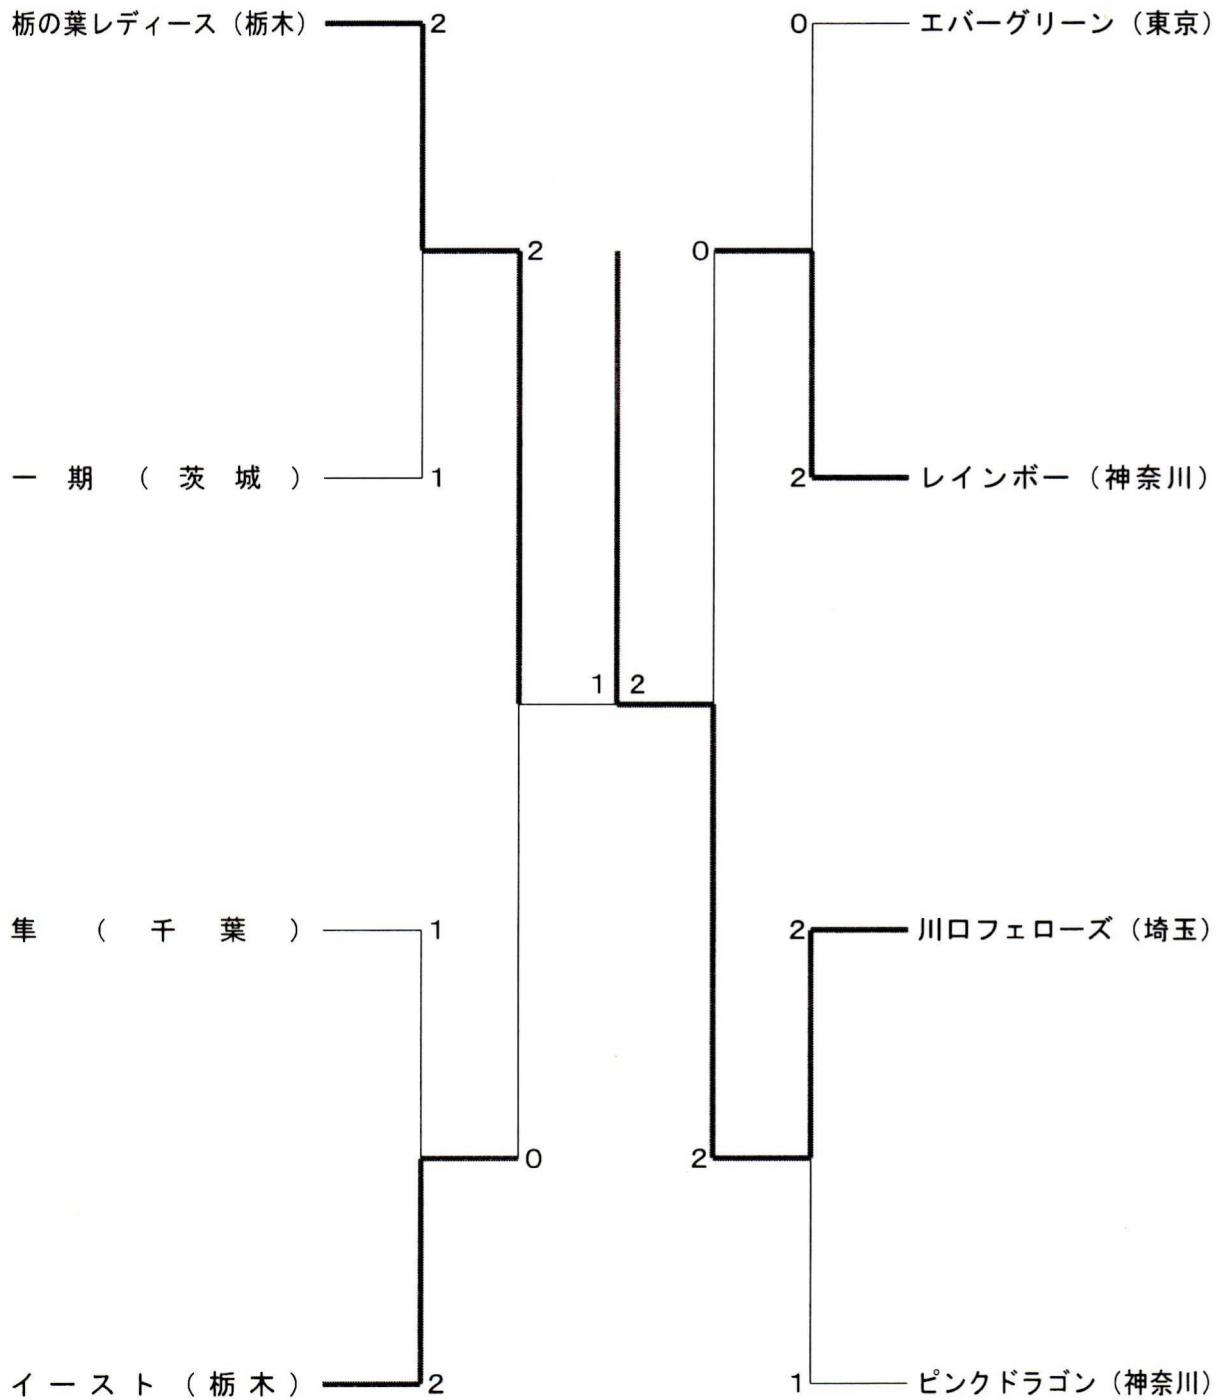 栃の葉レディース（栃木） 2 0 エバーグリーン（東京）
2 0
一期（茨城） 1 2 レインボー（神奈川）
1 2
隼（千葉） 1 2 川口フェローズ（埼玉）
0 2
イースト（栃木） 2 1 ピンクドラゴン（神奈川）